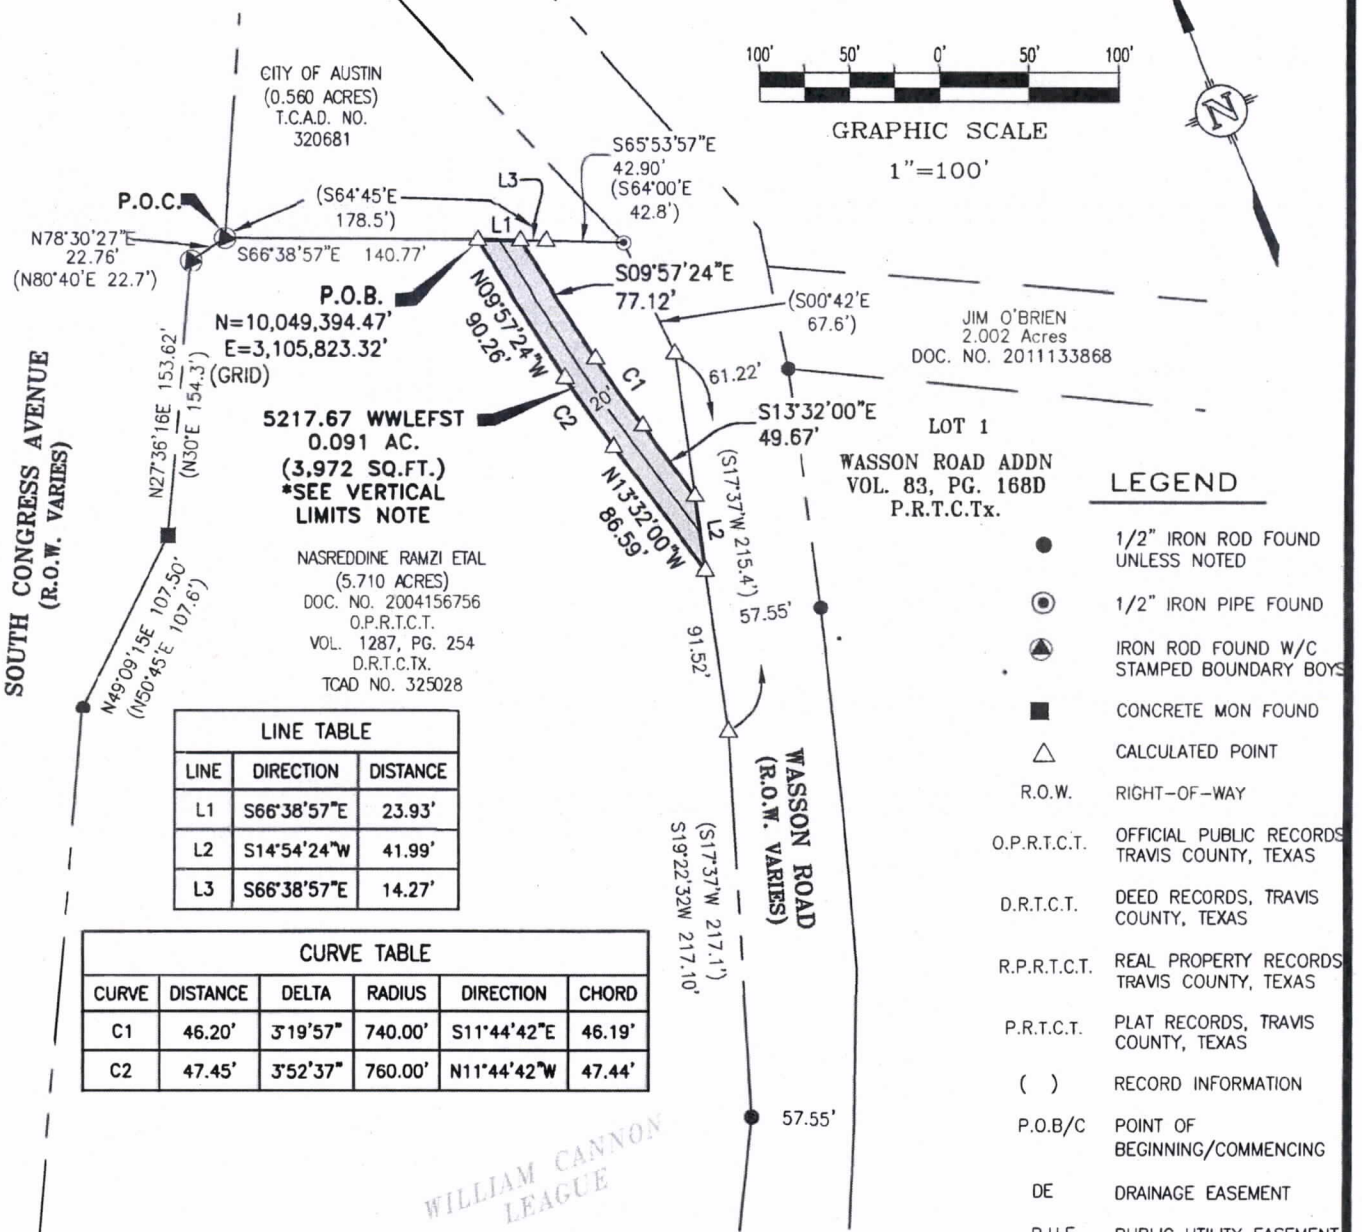 CITY OF AUSTIN
(0.560 ACRES)
T.C.A.D. NO.
320681
100'
50'
0'
50'
100'
GRAPHIC SCALE
1"=100'
N
S65°53'57"E
42.90'
(S64°00'E
42.8')
L3
P.O.C.
(S64°45'E
178.5')
L1
N78°30'27"E
22.76'
(N80°40'E 22.7')
S66°38'57"E 140.77'
P.O.B.
N=10,049,394.47'
E=3,105,823.32'
(GRID)
N09°57'24"W
90.26'
S09°57'24"E
77.12'
(S00°42'E
67.6')
JIM O'BRIEN
2.002 Acres
DOC. NO. 2011133868
61.22'
C1
C2
20'
S13°32'00"E
49.67'
N27°36'16E 153.62'
(N30°E 154.3')
SOUTH CONGRESS AVENUE
(R.O.W. VARIES)
5217.67 WWLEFST
0.091 AC.
(3,972 SQ.FT.)
*SEE VERTICAL
LIMITS NOTE
N13°32'00"W
86.59'
L2
(S17°37'W 215.4')
LOT 1
WASSON ROAD ADDN
VOL. 83, PG. 168D
P.R.T.C.Tx.
NASREDDINE RAMZI ETAL
(5.710 ACRES)
DOC. NO. 2004156756
O.P.R.T.C.T.
VOL. 1287, PG. 254
D.R.T.C.TX.
TCAD NO. 325028
N49°09'15E 107.50'
(N50°45'E 107.6')
57.55'
91.52'
WASSON ROAD
(R.O.W. VARIES)
(S17°37'W 217.1')
S19°22'32W 217.10'
57.55'
LINE TABLE
LINE DIRECTION DISTANCE
L1 S66°38'57"E 23.93'
L2 S14°54'24"W 41.99'
L3 S66°38'57"E 14.27'
CURVE TABLE
CURVE DISTANCE DELTA RADIUS DIRECTION CHORD
C1 46.20' 3°19'57" 740.00' S11°44'42"E 46.19'
C2 47.45' 3°52'37" 760.00' N11°44'42"W 47.44'
WILLIAM CANNON
LEAGUE
LEGEND
1/2" IRON ROD FOUND
UNLESS NOTED
1/2" IRON PIPE FOUND
IRON ROD FOUND W/C
STAMPED BOUNDARY BOYS
CONCRETE MON FOUND
CALCULATED POINT
R.O.W. RIGHT-OF-WAY
O.P.R.T.C.T. OFFICIAL PUBLIC RECORDS
TRAVIS COUNTY, TEXAS
D.R.T.C.T. DEED RECORDS, TRAVIS
COUNTY, TEXAS
R.P.R.T.C.T. REAL PROPERTY RECORDS
TRAVIS COUNTY, TEXAS
P.R.T.C.T. PLAT RECORDS, TRAVIS
COUNTY, TEXAS
( ) RECORD INFORMATION
P.O.B/C POINT OF
BEGINNING/COMMENCING
DE DRAINAGE EASEMENT
P.U.E. PUBLIC UTILITY EASEMENT